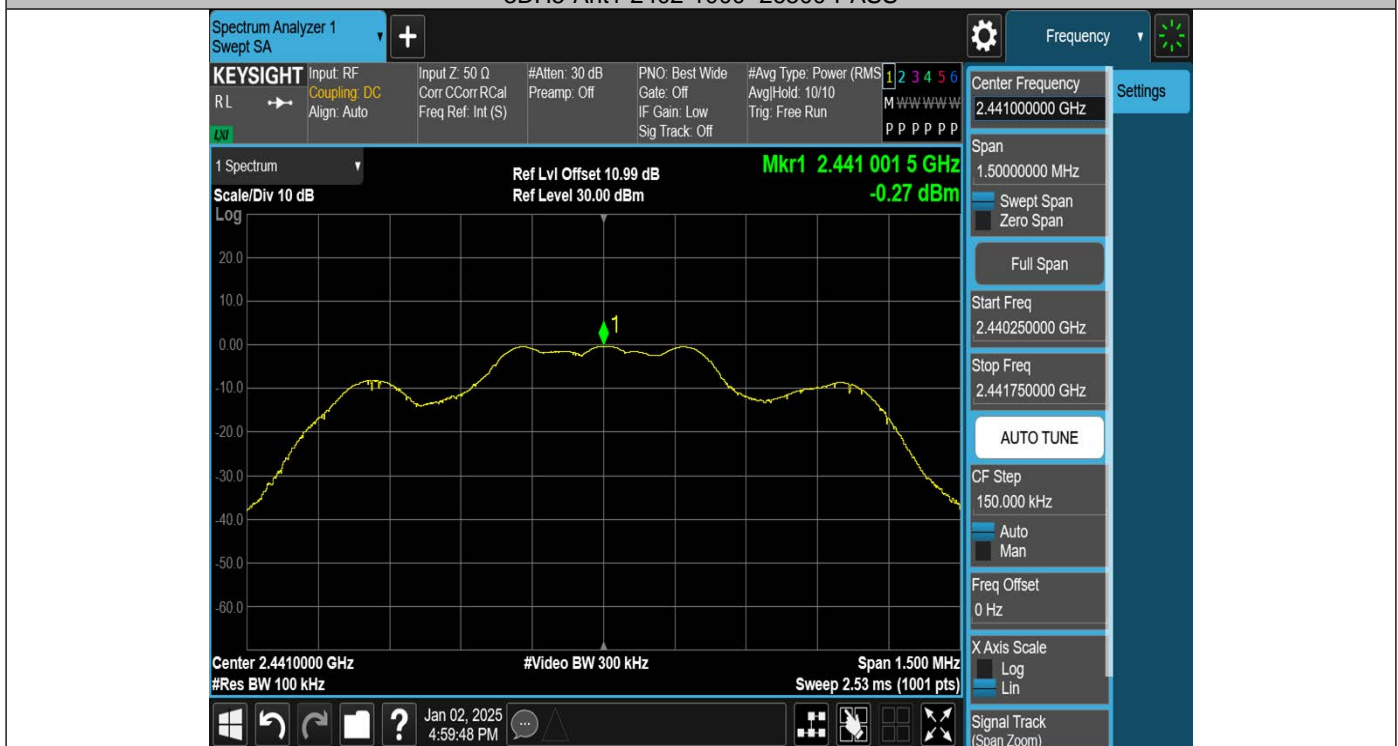 Spectrum Analyzer 1
Swept SA
+
Frequency
KEYSIGHT
RL
LXI
Input: RF
Coupling: DC
Align: Auto
Input Z: 50 Ω
Corr CCorr RCal
Freq Ref: Int (S)
#Atten: 30 dB
Preamp: Off
PNO: Best Wide
Gate: Off
IF Gain: Low
Sig Track: Off
#Avg Type: Power (RMS
Avg|Hold: 10/10
Trig: Free Run
1 2 3 4 5 6
M W W W W W
P P P P P P
1 Spectrum
Scale/Div 10 dB
Ref Lvl Offset 10.99 dB
Ref Level 30.00 dBm
Mkr1 2.441 001 5 GHz
-0.27 dBm
Log
20.0
10.0
0.00
-10.0
-20.0
-30.0
-40.0
-50.0
-60.0
1
Center 2.4410000 GHz
#Video BW 300 kHz
Span 1.500 MHz
#Res BW 100 kHz
Sweep 2.53 ms (1001 pts)
?
Jan 02, 2025
4:59:48 PM
Center Frequency
2.441000000 GHz
Settings
Span
1.50000000 MHz
Swept Span
Zero Span
Full Span
Start Freq
2.440250000 GHz
Stop Freq
2.441750000 GHz
AUTO TUNE
CF Step
150.000 kHz
Auto
Man
Freq Offset
0 Hz
X Axis Scale
Log
Lin
Signal Track
(Span Zoom)